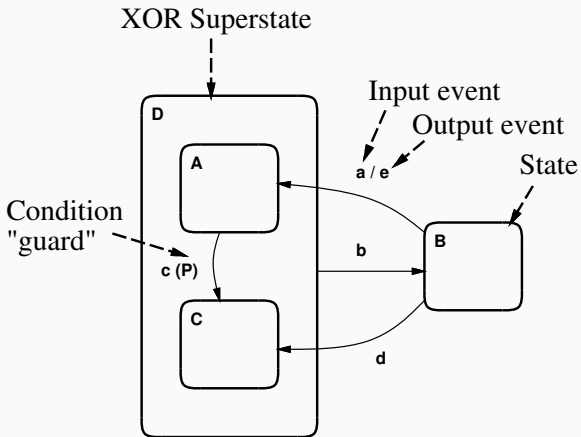 XOR Superstate
Input event
Output event
State
D
A
a / e
Condition
"guard"
c (P)
b
B
C
d